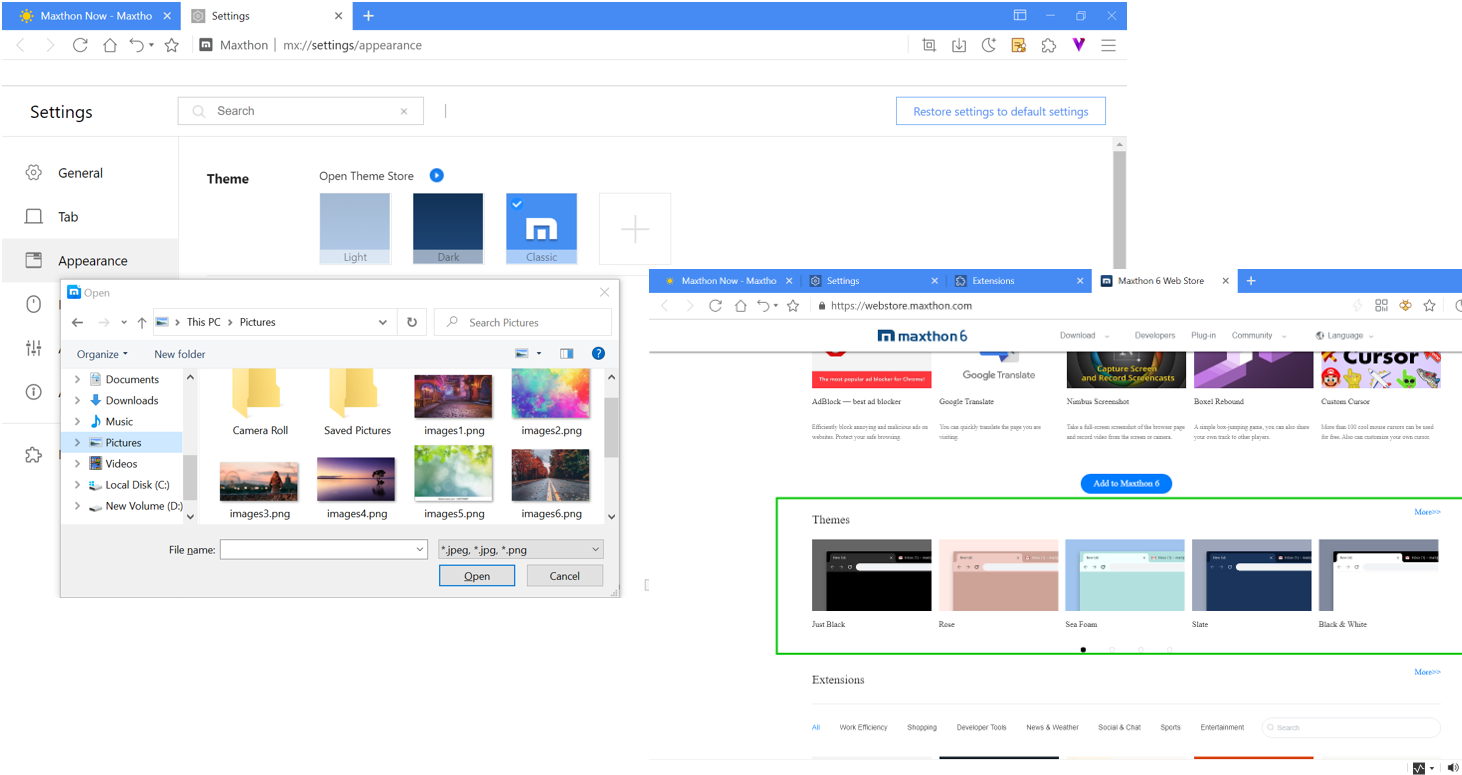 Maxthon Now - Maxtho
Settings
Maxthon | mx://settings/appearance
Settings
Search
Restore settings to default settings
General
Tab
Appearance
Theme
Open Theme Store
Light
Dark
Classic
Open
This PC > Pictures
Search Pictures
Organize
New folder
Documents
Downloads
Music
Pictures
Videos
Local Disk (C:)
New Volume (D:)
Camera Roll
Saved Pictures
images1.png
images2.png
images3.png
images4.png
images5.png
images6.png
File name:
*.jpeg, *.jpg, *.png
Open
Cancel
Maxthon Now - Maxtho
Settings
Extensions
Maxthon 6 Web Store
https://webstore.maxthon.com
maxthon 6
Download
Developers
Plug-in
Community
Language
The most popular ad blocker for Chrome!
Google Translate
Capture Screen
and Record Screencasts
Cursor
AdBlock — best ad blocker
Google Translate
Nimbus Screenshot
Boxel Rebound
Custom Cursor
Efficiently block annoying and malicious ads on
websites. Protect your safe browsing.
You can quickly translate the page you are
visiting.
Take a full-screen screenshot of the browser page
and record video from the screen or camera.
A simple box-jumping game, you can also share
your own track to other players.
More than 100 cool mouse cursors can be used
for free. Also can customize your own cursor.
Add to Maxthon 6
Themes
More>>
Just Black
Rose
Sea Foam
Slate
Black & White
Extensions
More>>
All
Work Efficiency
Shopping
Developer Tools
News & Weather
Social & Chat
Sports
Entertainment
Search